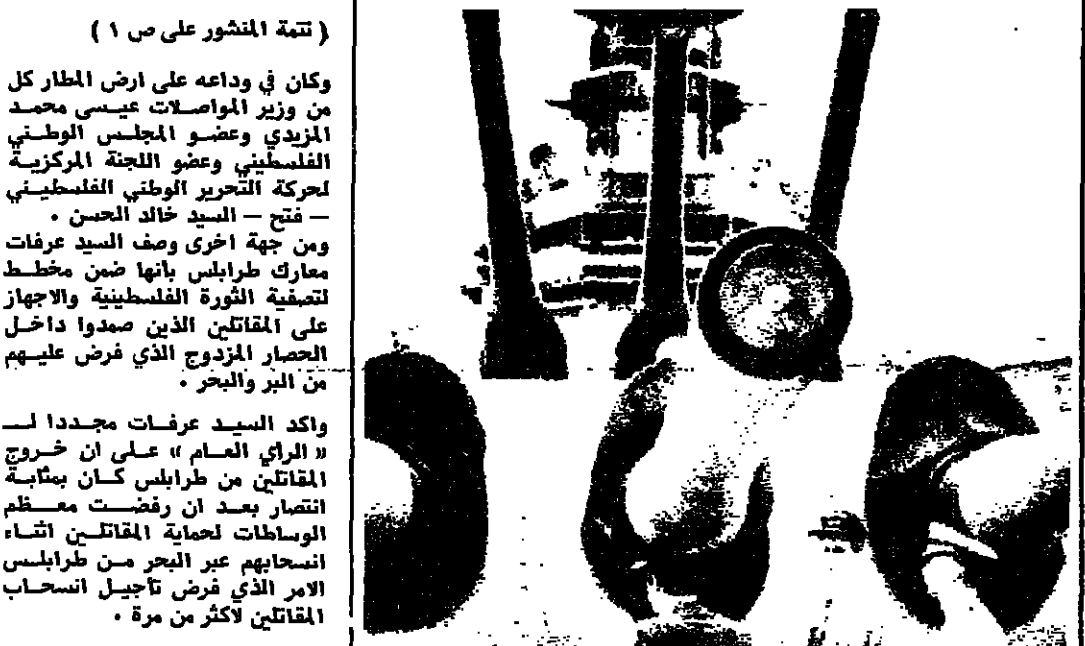 ( تتمة المنشور على ص ١ )
وكان في وداعه على ارض المطار كل
من وزير المواصلات عيسى محمد
المزيدي وعضو المجلس الوطني
الفلسطيني وعضو اللجنة المركزية
لحركة التحرير الوطني الفلسطيني
— فتح — السيد خالد الحسن .
ومن جهة اخرى وصف السيد عرفات
معارك طرابلس بانها ضمن مخطط
لتصفية الثورة الفلسطينية والاجهاز
على المقاتلين الذين صمدوا داخل
الحصار المزدوج الذي فرض عليهم
من البر والبحر .
واكد السيد عرفات مجددا لـ
« الرأي العام » على ان خروج
المقاتلين من طرابلس كان بمثابة
انتصار بعد ان رفضت معظم
الوساطات لحماية المقاتلين اثناء
انسحابهم عبر البحر من طرابلس
الامر الذي فرض تأجيل انسحاب
المقاتلين لاكثر من مرة .